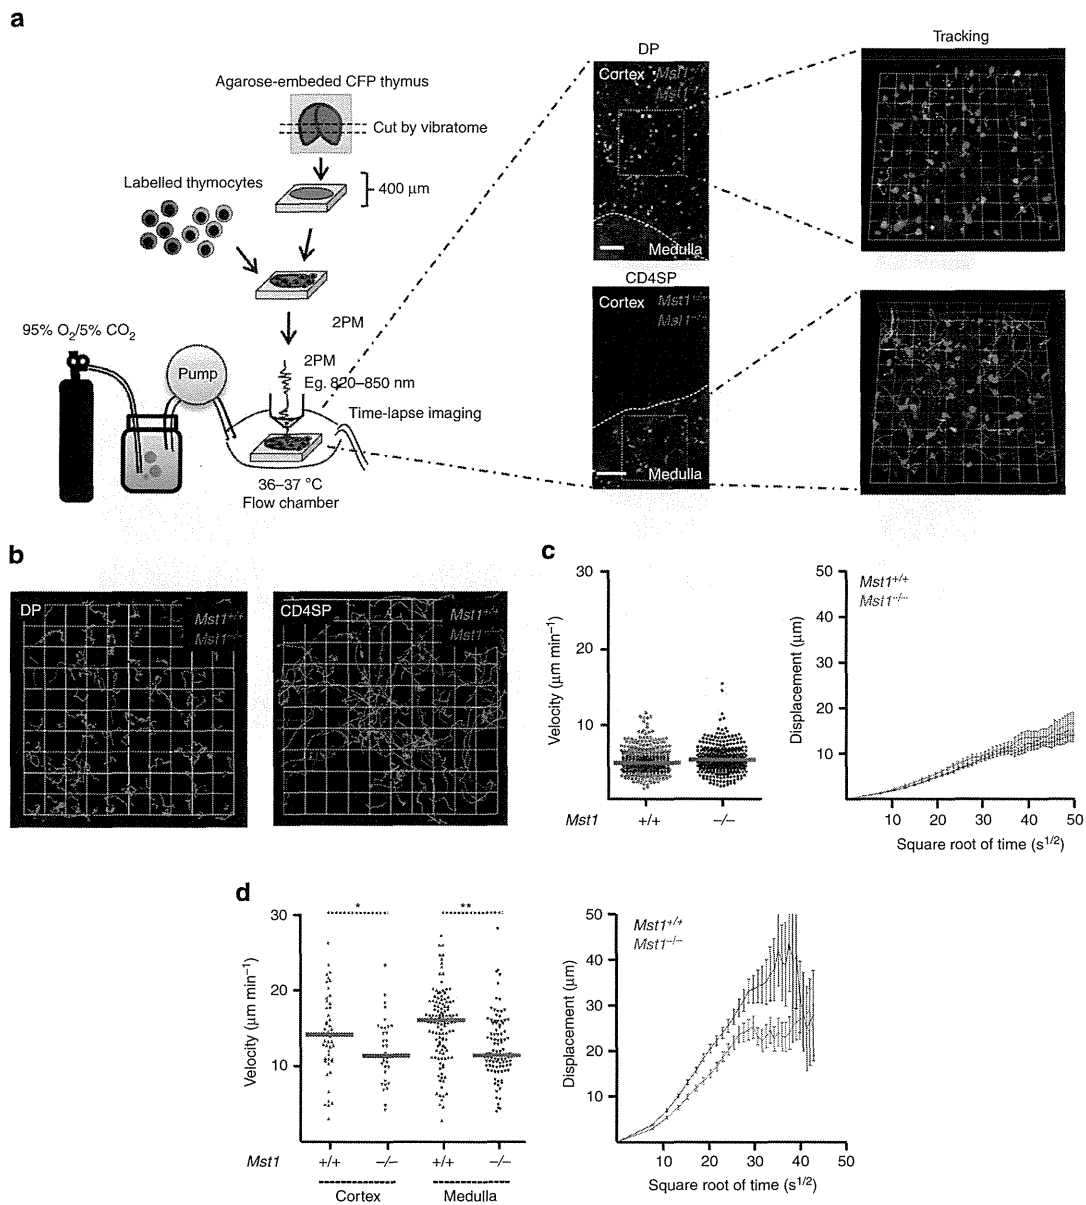 a
Agarose-embeded CFP thymus
Cut by vibratome
400 μm
Labelled thymocytes
95% O2/5% CO2
Pump
2PM
2PM
Eg. 820–850 nm
Time-lapse imaging
36–37 °C
Flow chamber
DP
Cortex
Medulla
CD4SP
Cortex Mst1+/+
Mst1−/−
Medulla
Tracking
b
DP
Mst1+/+
CD4SP
Mst1+/+
c
Velocity (μm min−1)
30
20
10
Mst1 +/+ −/−
Displacement (μm)
50
40
30
20
10
Mst1+/+
Mst1−/−
10 20 30 40 50
Square root of time (s1/2)
d
Velocity (μm min−1)
30
20
10
* **
Mst1 +/+ −/− +/+ −/−
Cortex Medulla
Displacement (μm)
50
40
30
20
10
Mst1+/+
Mst1−/−
10 20 30 40 50
Square root of time (s1/2)